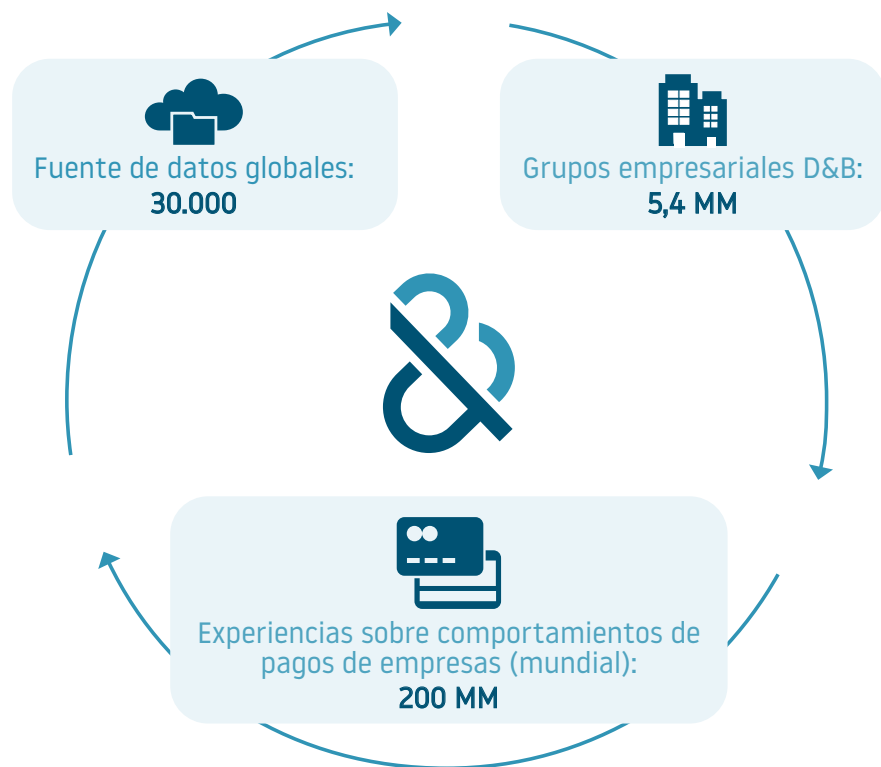 Fuente de datos globales:
30.000
Grupos empresariales D&B:
5,4 MM
Experiencias sobre comportamientos de
pagos de empresas (mundial):
200 MM